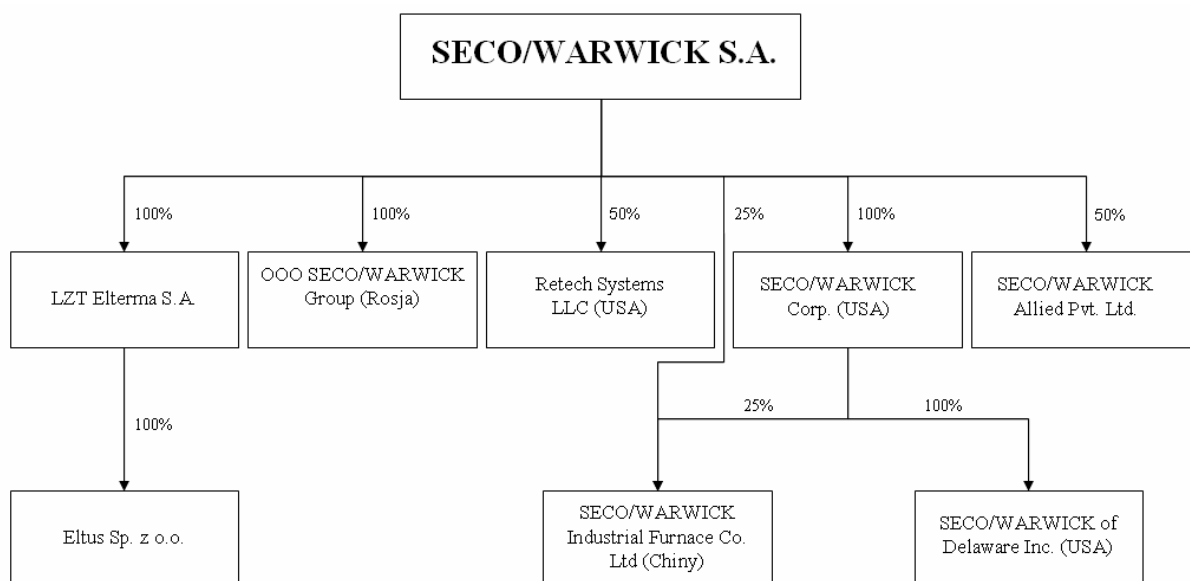 SECO/WARWICK S.A.
100%
100%
50%
25%
100%
50%
LZT Elterma S.A.
OOO SECO/WARWICK
Group (Rosja)
Retech Systems
LLC (USA)
SECO/WARWICK
Corp. (USA)
SECO/WARWICK
Allied Pvt. Ltd.
100%
25%
100%
Eltus Sp. z o.o.
SECO/WARWICK
Industrial Furnace Co.
Ltd (Chiny)
SECO/WARWICK of
Delaware Inc. (USA)